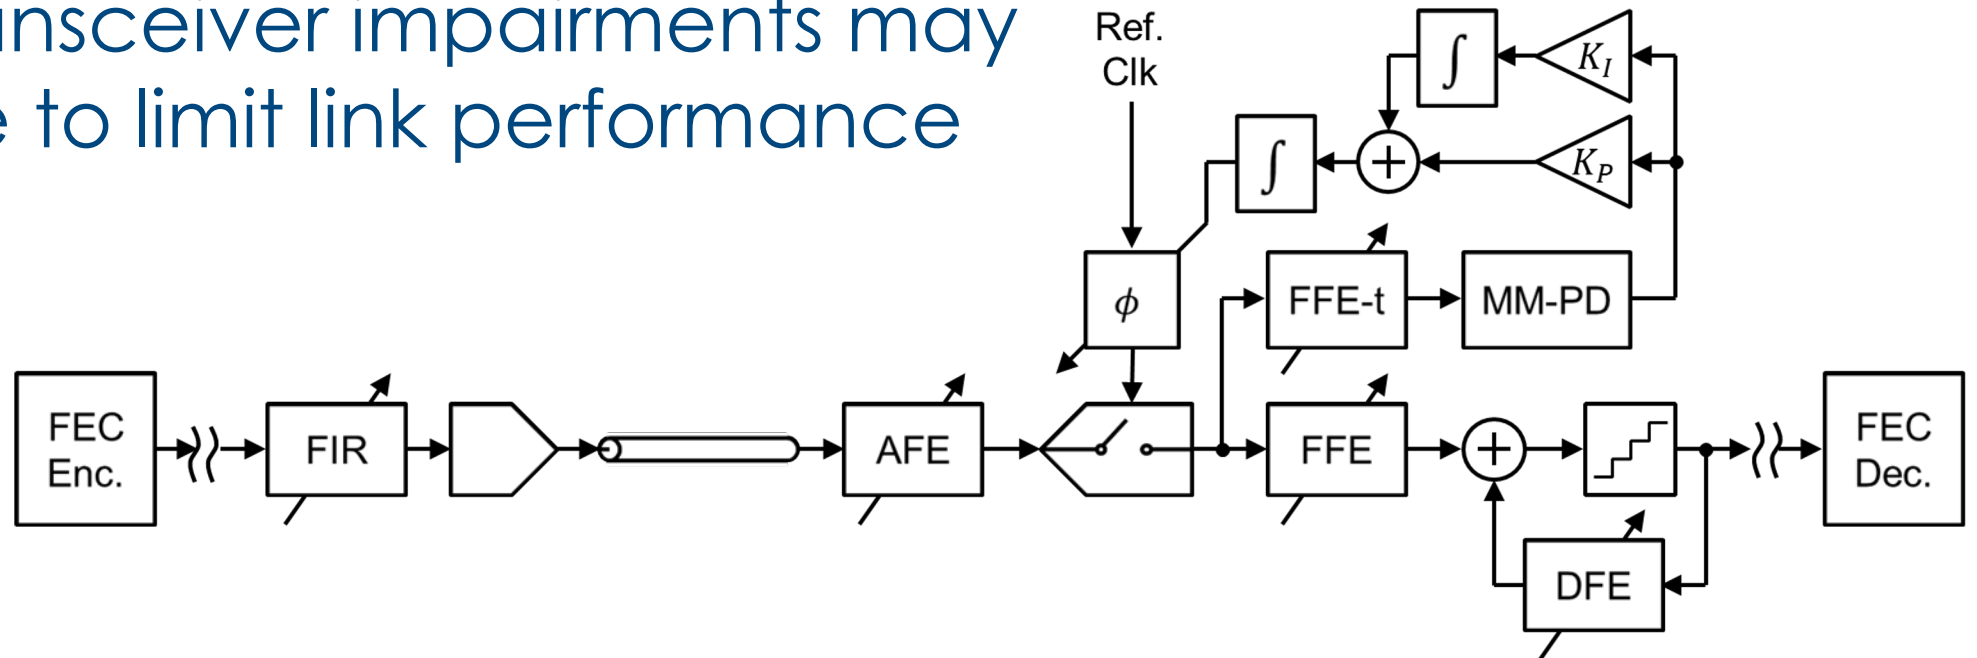 impairments may
to limit link performance
Ref.
Clk
∫
K_I
∫
+
K_P
ϕ
FFE-t
MM-PD
FEC
Enc.
FIR
AFE
FFE
+
FEC
Dec.
DFE